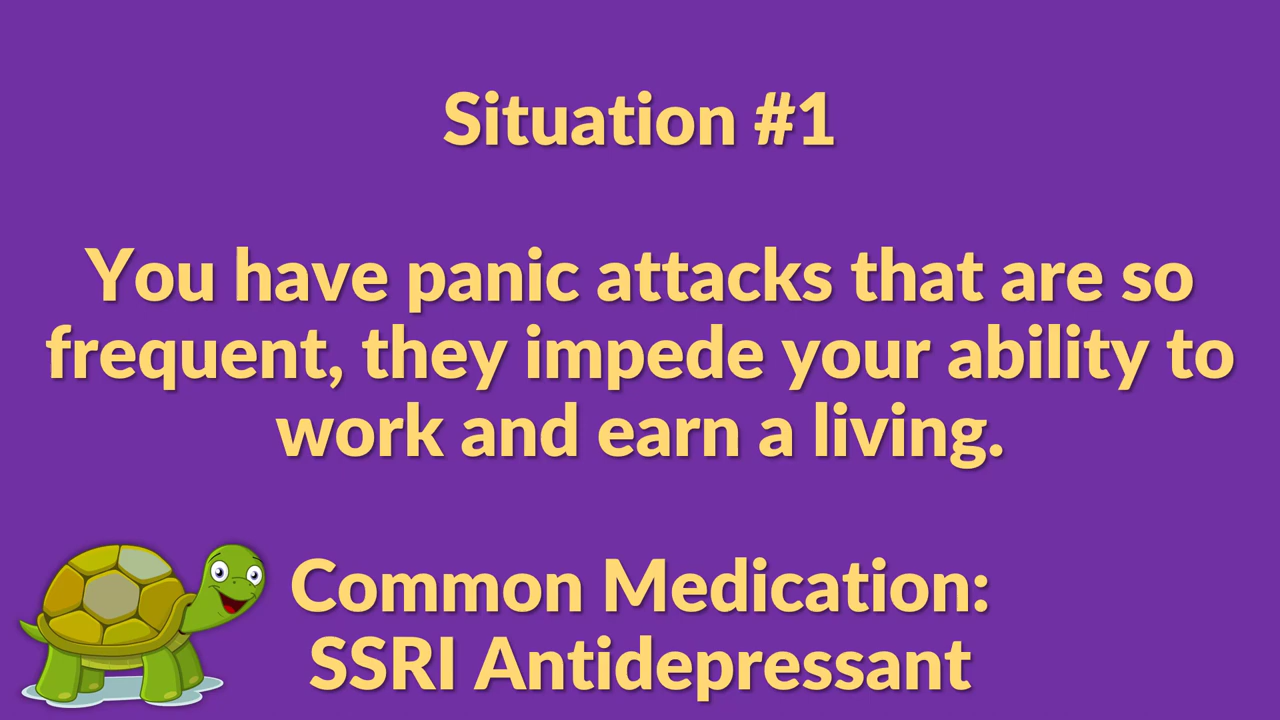 Situation #1
You have panic attacks that are so
frequent, they impede your ability to
work and earn a living.
Common Medication:
SSRI Antidepressant